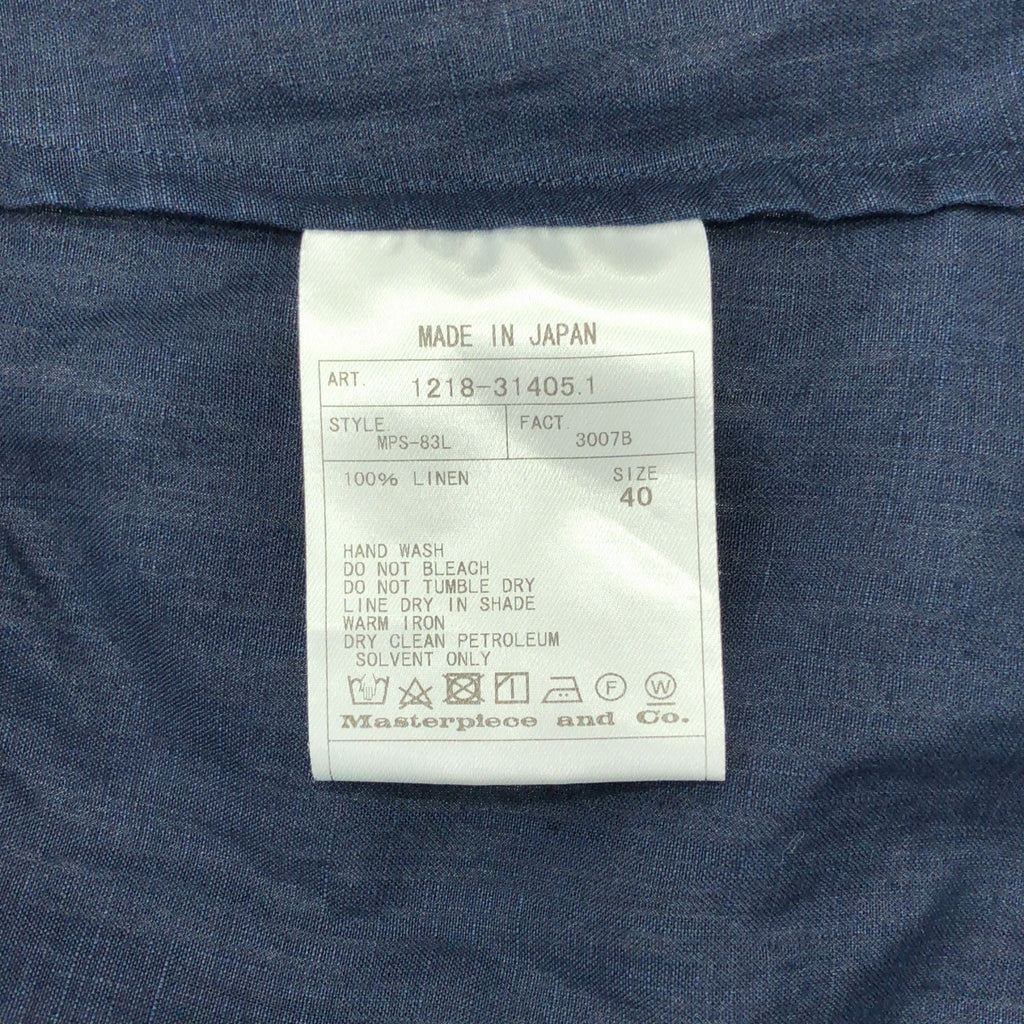 MADE IN JAPAN
ART. 1218-31405.1
STYLE. FACT.
MPS-83L 3007B
100% LINEN SIZE
40
HAND WASH
DO NOT BLEACH
DO NOT TUMBLE DRY
LINE DRY IN SHADE
WARM IRON
DRY CLEAN PETROLEUM
SOLVENT ONLY
F W
Masterpiece and Co.